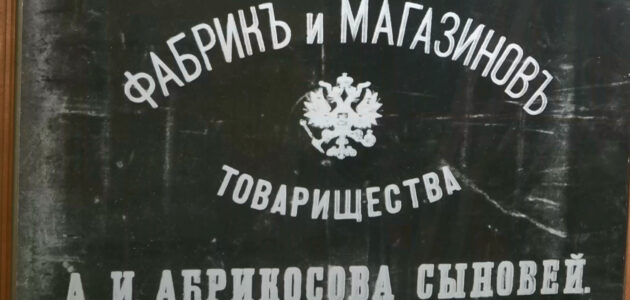 ФАБРИКЪ И МАГАЗИНОВЪ
ТОВАРИЩЕСТВА
А И АБРИКОСОВА СЫНОВЕЙ.